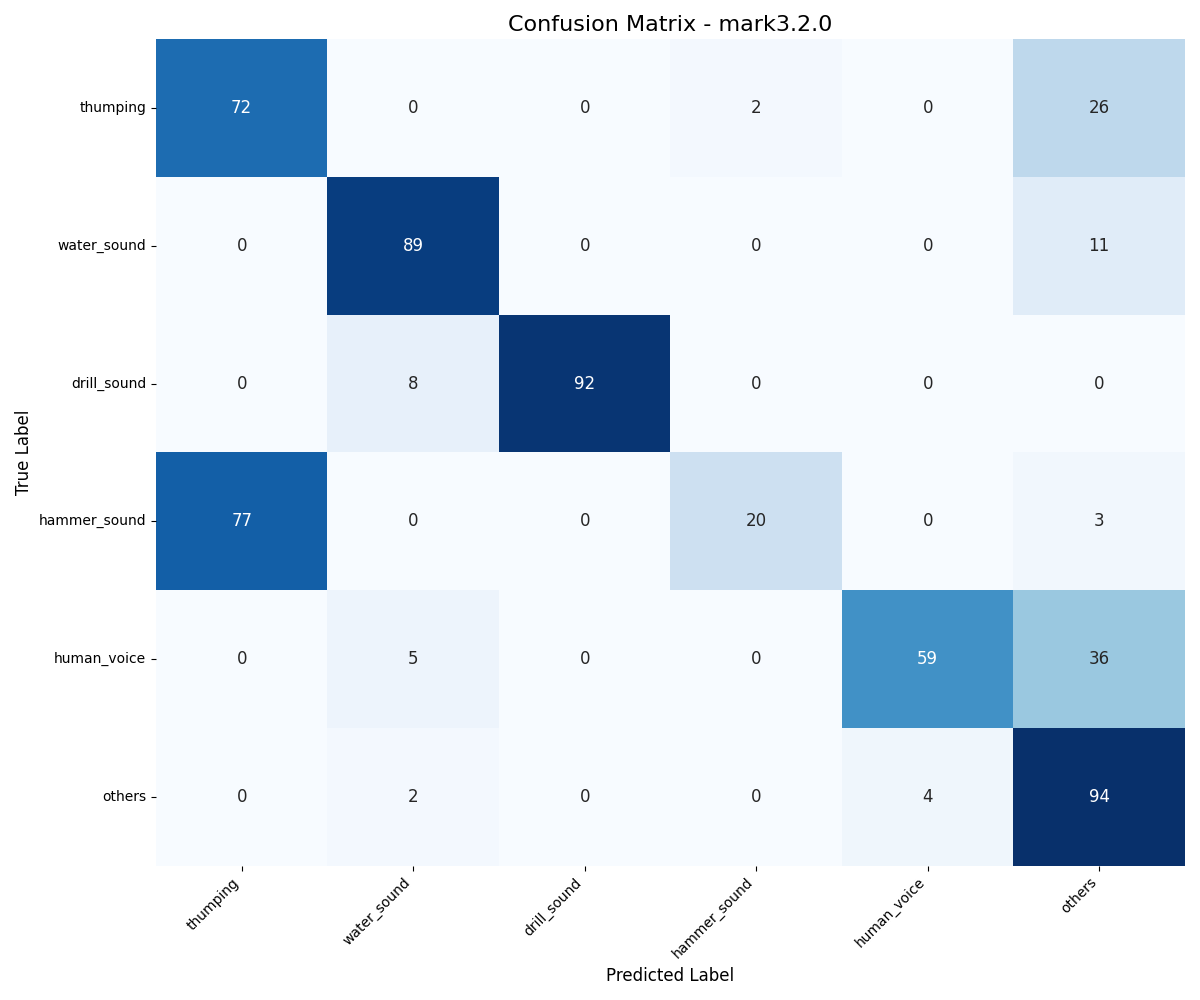 Confusion Matrix - mark3.2.0
thumping 72 0 0 2 0 26
water_sound 0 89 0 0 0 11
drill_sound 0 8 92 0 0 0
hammer_sound 77 0 0 20 0 3
human_voice 0 5 0 0 59 36
others 0 2 0 0 4 94
thumping water_sound drill_sound hammer_sound human_voice others
True Label
Predicted Label